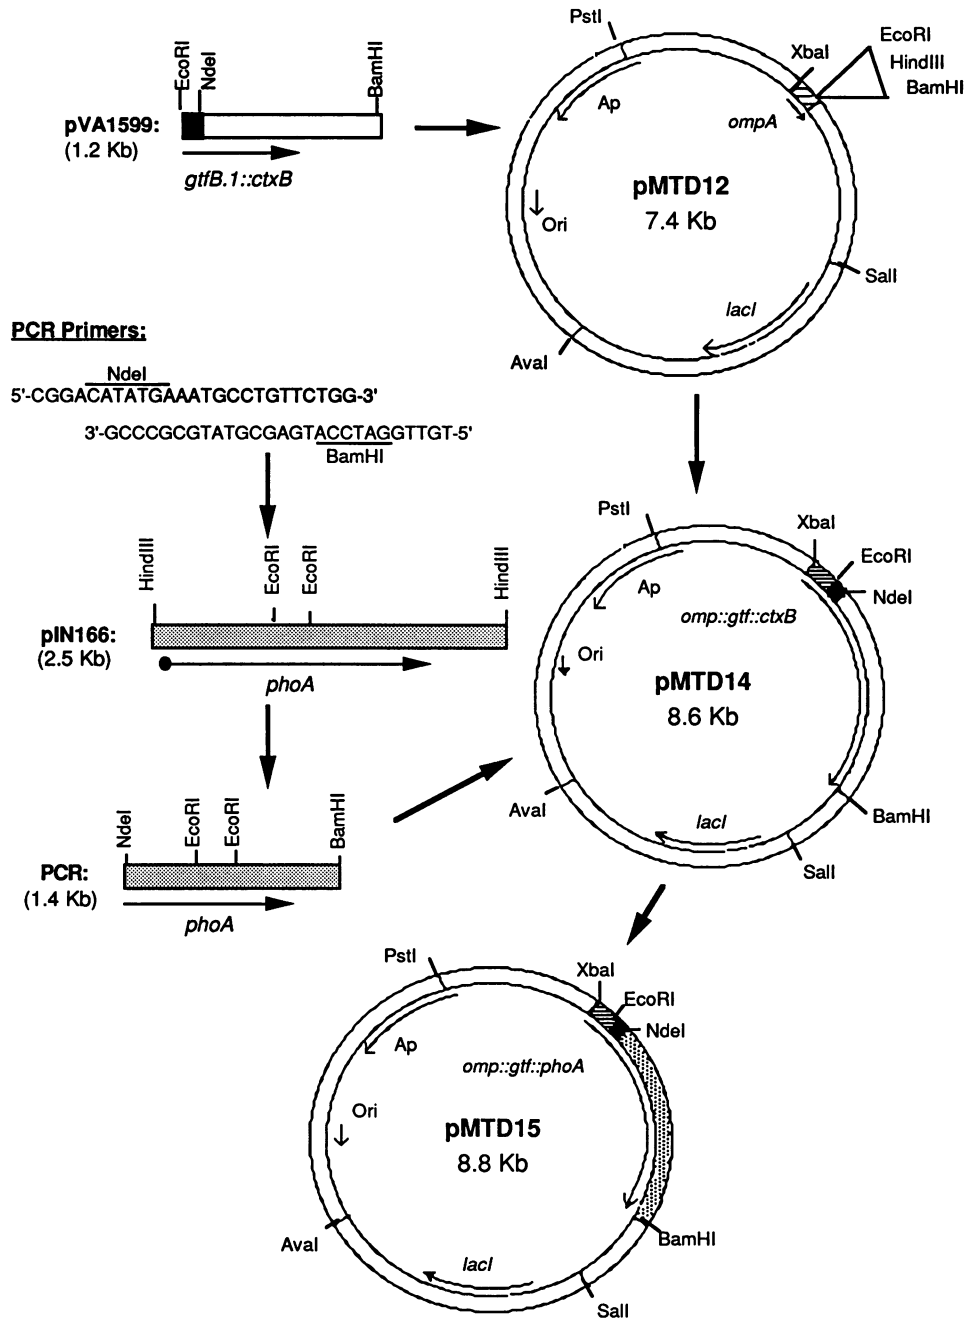 EcoRI
NdeI
BamHI
pVA1599:
(1.2 Kb)
gtfB.1::ctxB
PstI
XbaI
EcoRI
HindIII
BamHI
Ap
ompA
pMTD12
7.4 Kb
Ori
SalI
lacI
AvaI
PCR Primers:
NdeI
5'-CGGACATATGAAATGCCTGTTCTGG-3'
3'-GCCCGCGTATGCGAGTACCTAGGTTGT-5'
BamHI
HindIII
EcoRI
EcoRI
HindIII
pIN166:
(2.5 Kb)
phoA
PstI
XbaI
EcoRI
NdeI
Ap
omp::gtf::ctxB
Ori
pMTD14
8.6 Kb
AvaI
lacI
BamHI
SalI
NdeI
EcoRI
EcoRI
BamHI
PCR:
(1.4 Kb)
phoA
PstI
XbaI
EcoRI
NdeI
Ap
omp::gtf::phoA
Ori
pMTD15
8.8 Kb
AvaI
lacI
BamHI
SalI